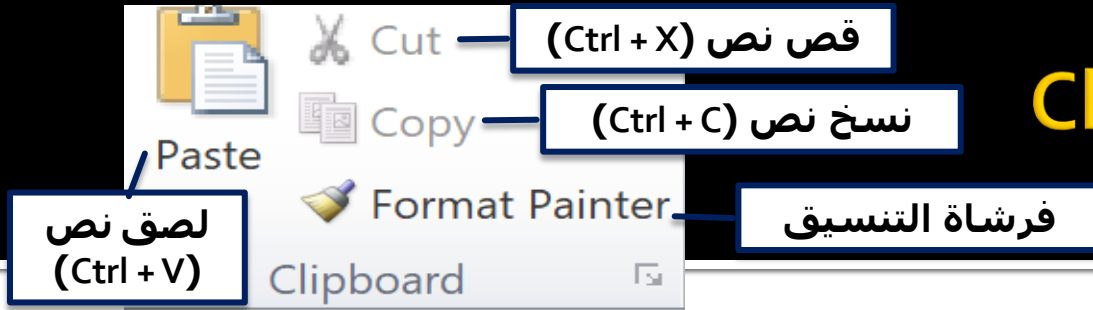 Cut
قص نص (Ctrl + X)
Cl
Copy
نسخ نص (Ctrl + C)
Paste
Format Painter
فرشاة التنسيق
لصق نص
(Ctrl + V)
Clipboard